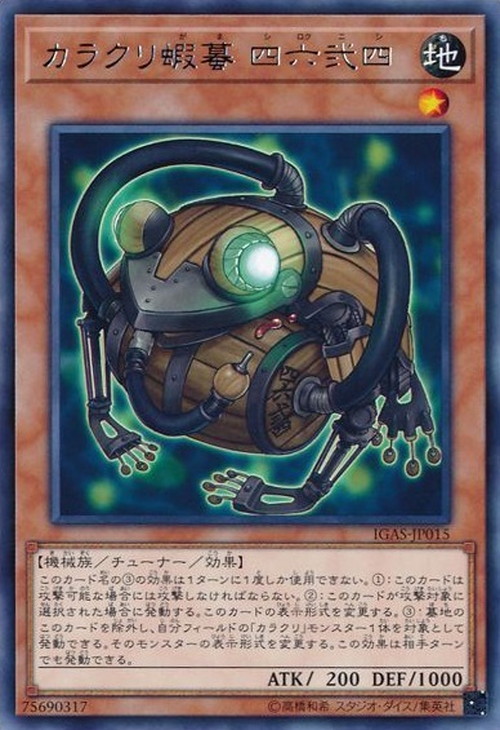 カラクリ蝦蟇 四六弐四
地
IGAS-JP015
【機械族／チューナー／効果】
このカード名の③の効果は1ターンに1度しか使用できない。①：このカードは
攻撃可能な場合には攻撃しなければならない。②：このカードが攻撃対象に
選択された場合に発動する。このカードの表示形式を変更する。③：墓地の
このカードを除外し、自分フィールドの「カラクリ」モンスター1体を対象として
発動できる。そのモンスターの表示形式を変更する。この効果は相手ターン
でも発動できる。
ATK/ 200 DEF/1000
75690317
©高橋和希 スタジオ・ダイス/集英社